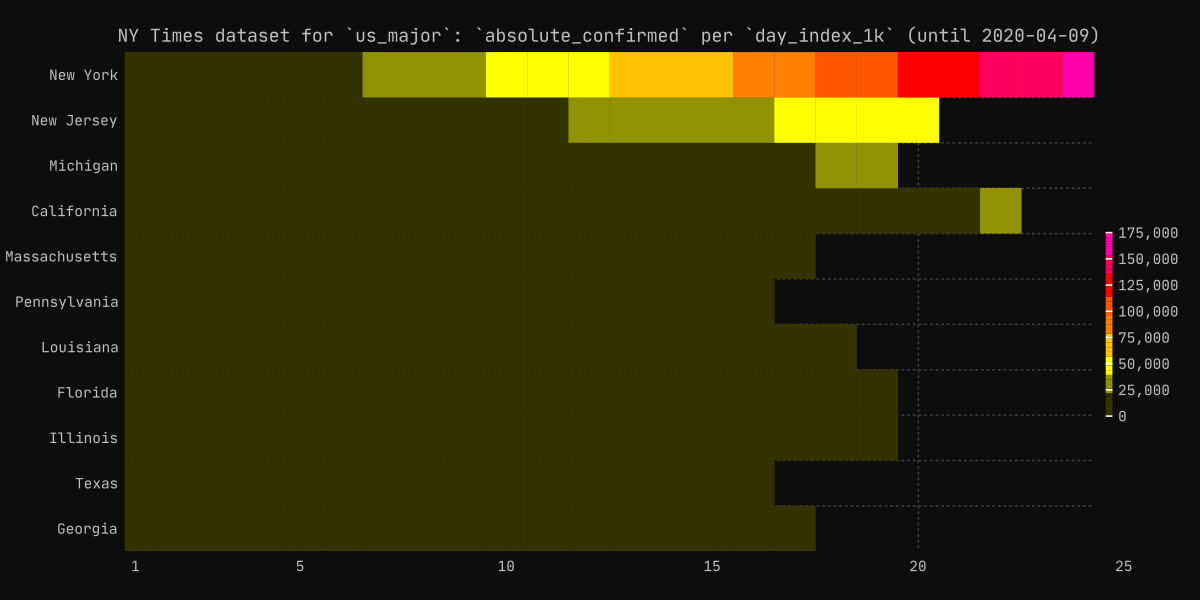 NY Times dataset for `us_major`: `absolute_confirmed` per `day_index_1k` (until 2020-04-09)
New York
New Jersey
Michigan
California
Massachusetts
Pennsylvania
Louisiana
Florida
Illinois
Texas
Georgia
1 5 10 15 20 25
175,000
150,000
125,000
100,000
75,000
50,000
25,000
0